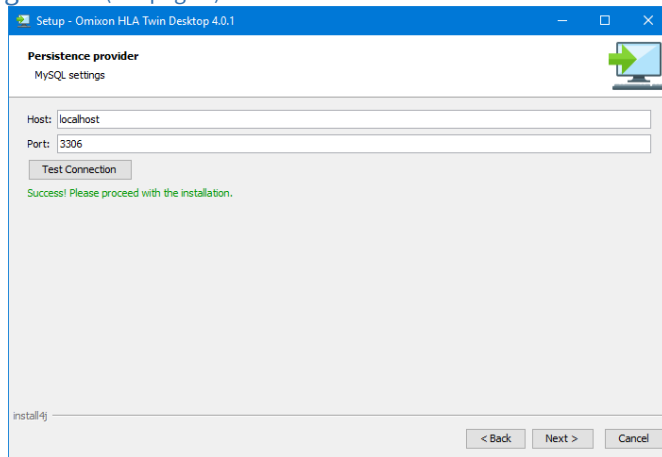 Setup - Omixon HLA Twin Desktop 4.0.1
Persistence provider
MySQL settings
Host: localhost
Port: 3306
Test Connection
Success! Please proceed with the installation.
install4j
< Back Next > Cancel